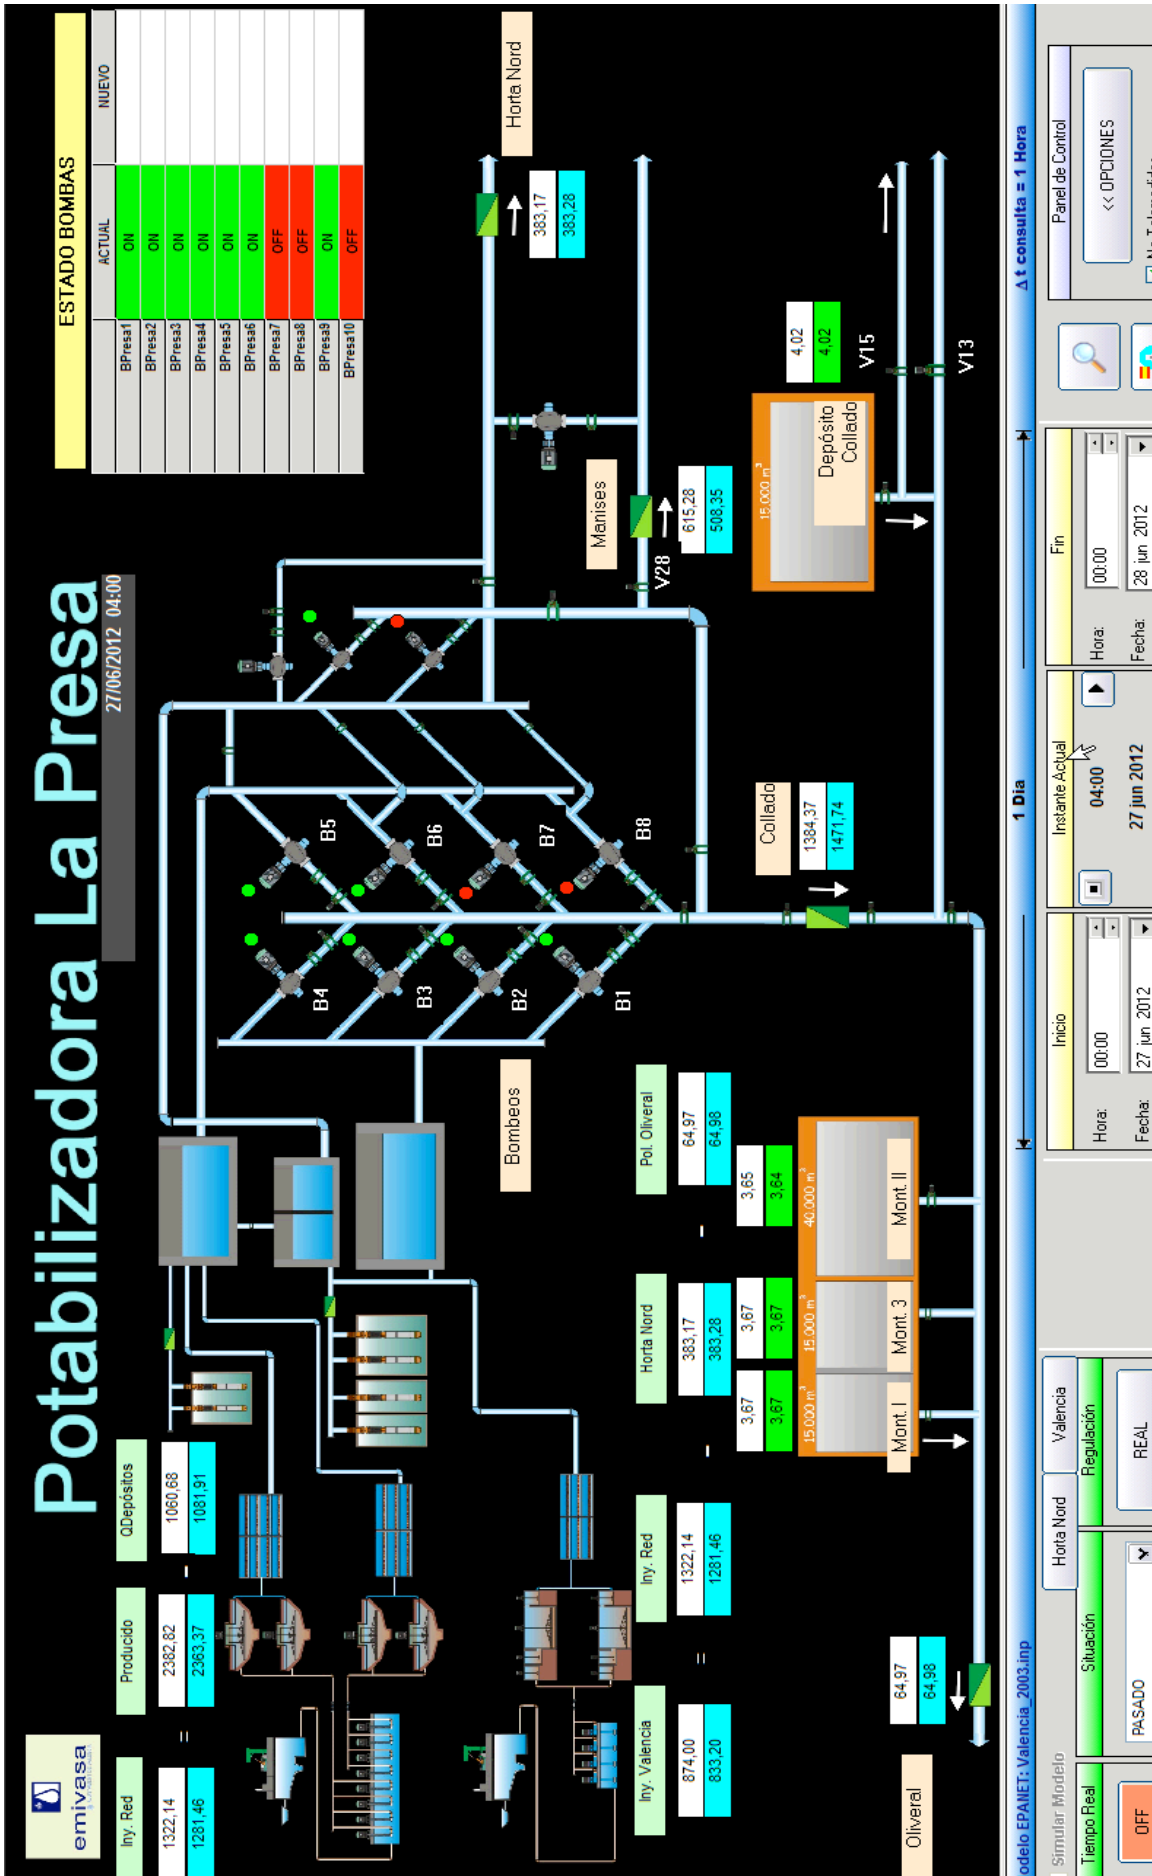 Potabilizadora La Presa
27/06/2012 04:00
emivasa
ESTADO BOMBAS
ACTUAL NUEVO
BPresa1 ON
BPresa2 ON
BPresa3 ON
BPresa4 ON
BPresa5 ON
BPresa6 ON
BPresa7 OFF
BPresa8 OFF
BPresa9 ON
BPresa10 OFF
Iny. Red Producido QDepósitos
1322,14 = 2382,82 - 1060,68
1281,46 2363,37 1081,91
B4 B5
B3 B6
B2 B7
B1 B8
Horta Nord
383,17
383,28
Bombeos
Manises
V28
615,28
508,35
Iny. Valencia Iny. Red Horta Nord Pol. Oliveral
874,00 = 1322,14 - 383,17 - 64,97
833,20 1281,46 383,28 64,98
Collado
1384,37
1471,74
15.000 m³
Depósito
Collado
4,02
4,02
V15
V13
3,67 3,67 3,65
3,67 3,67 3,64
15.000 m³ 15.000 m³ 40.000 m³
Mont. I Mont. 3 Mont. II
Oliveral
64,97
64,98
odelo EPANET: Valencia_2003.inp 1 Dia Δ t consulta = 1 Hora
Simular Modelo Horta Nord Valencia
Tiempo Real Situación Regulación
OFF PASADO REAL
Inicio Instante Actual Fin
Hora: 00:00 04:00 Hora: 00:00
Fecha: 27 jun 2012 27 jun 2012 Fecha: 28 jun 2012
Panel de Control
<< OPCIONES